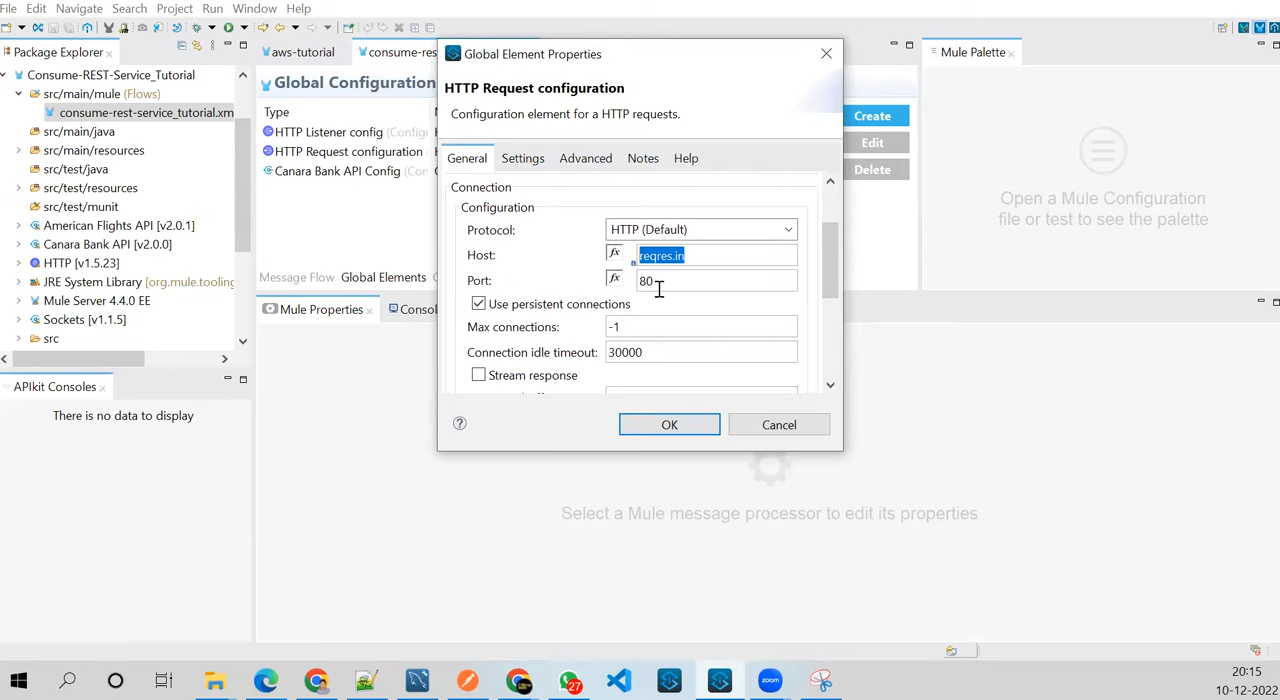 File Edit Navigate Search Project Run Window Help
Package Explorer
Consume-REST-Service_Tutorial
src/main/mule (Flows)
consume-rest-service_tutorial.xm
src/main/java
src/main/resources
src/test/java
src/test/resources
src/test/munit
American Flights API [v2.0.1]
Canara Bank API [v2.0.0]
HTTP [v1.5.23]
JRE System Library [org.mule.tooling
Mule Server 4.4.0 EE
Sockets [v1.1.5]
src
APIkit Consoles
There is no data to display
aws-tutorial
consume-res
Global Configuration
Type
HTTP Listener config (Config
HTTP Request configuration
Canara Bank API Config (Con
Create
Edit
Delete
Message Flow Global Elements
Mule Properties
Consol
Select a Mule message processor to edit its properties
Global Element Properties
HTTP Request configuration
Configuration element for a HTTP requests.
General Settings Advanced Notes Help
Connection
Configuration
Protocol: HTTP (Default)
Host: fx reqres.in
Port: fx 80
Use persistent connections
Max connections: -1
Connection idle timeout: 30000
Stream response
OK Cancel
Mule Palette
Open a Mule Configuration
file or test to see the palette
27
zoom
20:15
10-12-2023